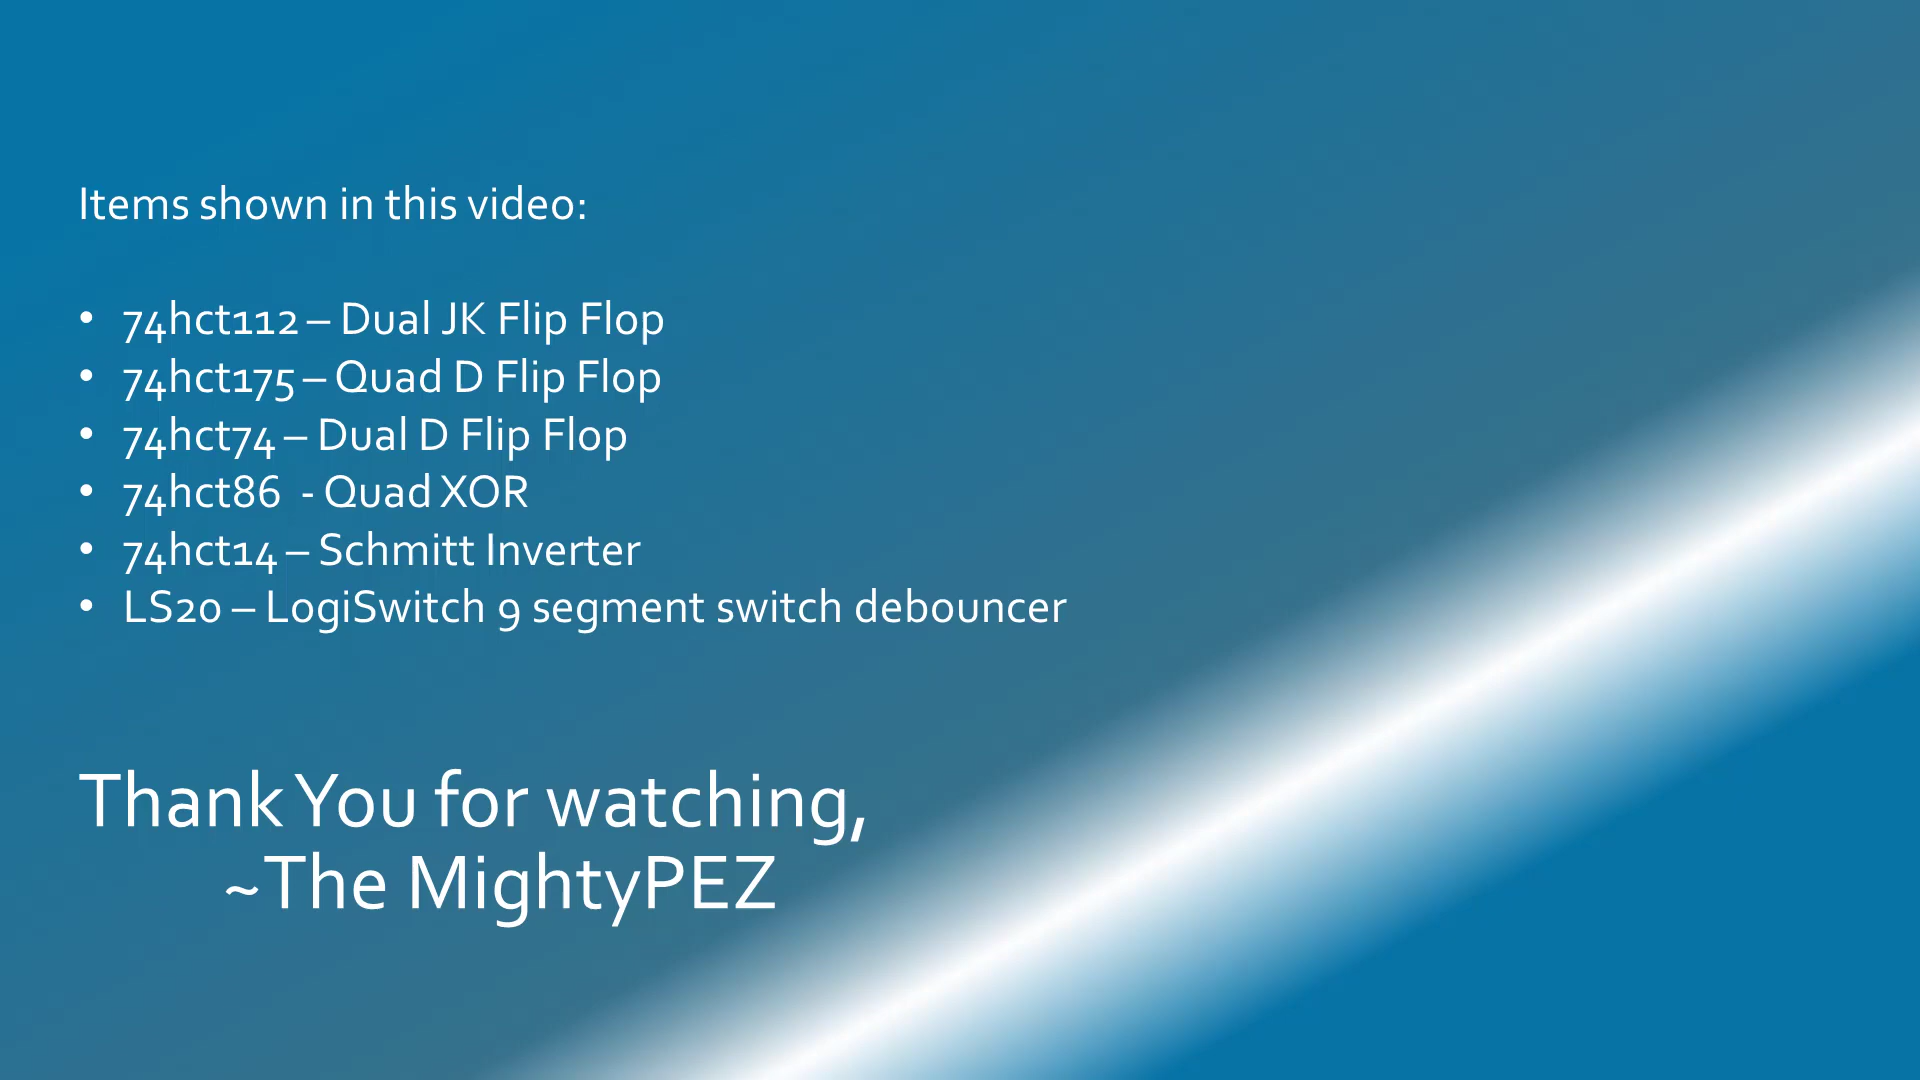 Items shown in this video:
• 74hct112 – Dual JK Flip Flop
• 74hct175 – Quad D Flip Flop
• 74hct74 – Dual D Flip Flop
• 74hct86  - Quad XOR
• 74hct14 – Schmitt Inverter
• LS20 – LogiSwitch 9 segment switch debouncer
Thank You for watching,
~The MightyPEZ